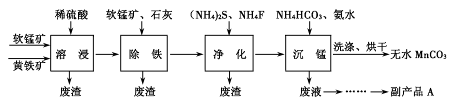 稀硫酸 软锰矿、石灰 (NH4)2S、NH4F NH4HCO3、氨水
软锰矿
黄铁矿
溶浸 除铁 净化 沉锰 洗涤、烘干 无水 MnCO3
废渣 废渣 废渣 废液 …… 副产品 A